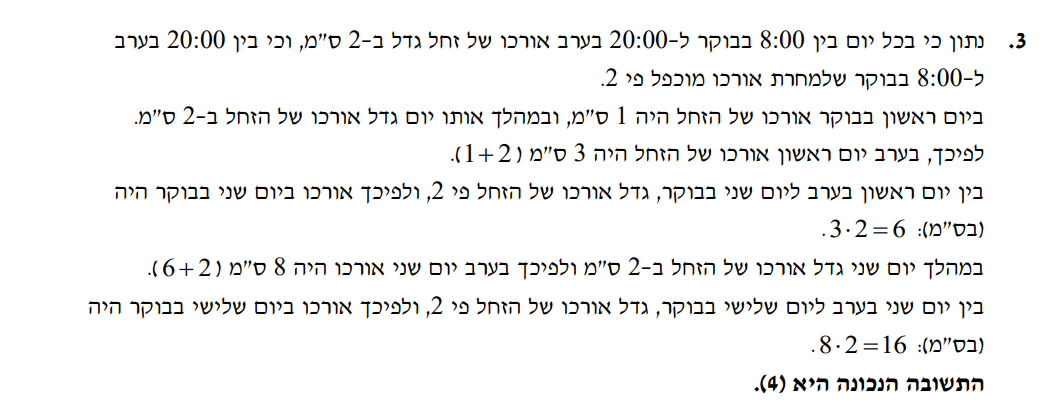 3. נתון כי בכל יום בין 8:00 בבוקר ל-20:00 בערב אורכו של זחל גדל ב-2 ס"מ, וכי בין 20:00 בערב
ל-8:00 בבוקר שלמחרת אורכו מוכפל פי 2.
ביום ראשון בבוקר אורכו של הזחל היה 1 ס"מ, ובמהלך אותו יום גדל אורכו של הזחל ב-2 ס"מ.
לפיכך, בערב יום ראשון אורכו של הזחל היה 3 ס"מ (1+2).
בין יום ראשון בערב ליום שני בבוקר, גדל אורכו של הזחל פי 2, ולפיכך אורכו ביום שני בבוקר היה
(בס"מ): 3·2=6.
במהלך יום שני גדל אורכו של הזחל ב-2 ס"מ ולפיכך בערב יום שני אורכו היה 8 ס"מ (6+2).
בין יום שני בערב ליום שלישי בבוקר, גדל אורכו של הזחל פי 2, ולפיכך אורכו ביום שלישי בבוקר היה
(בס"מ): 8·2=16.
התשובה הנכונה היא (4).